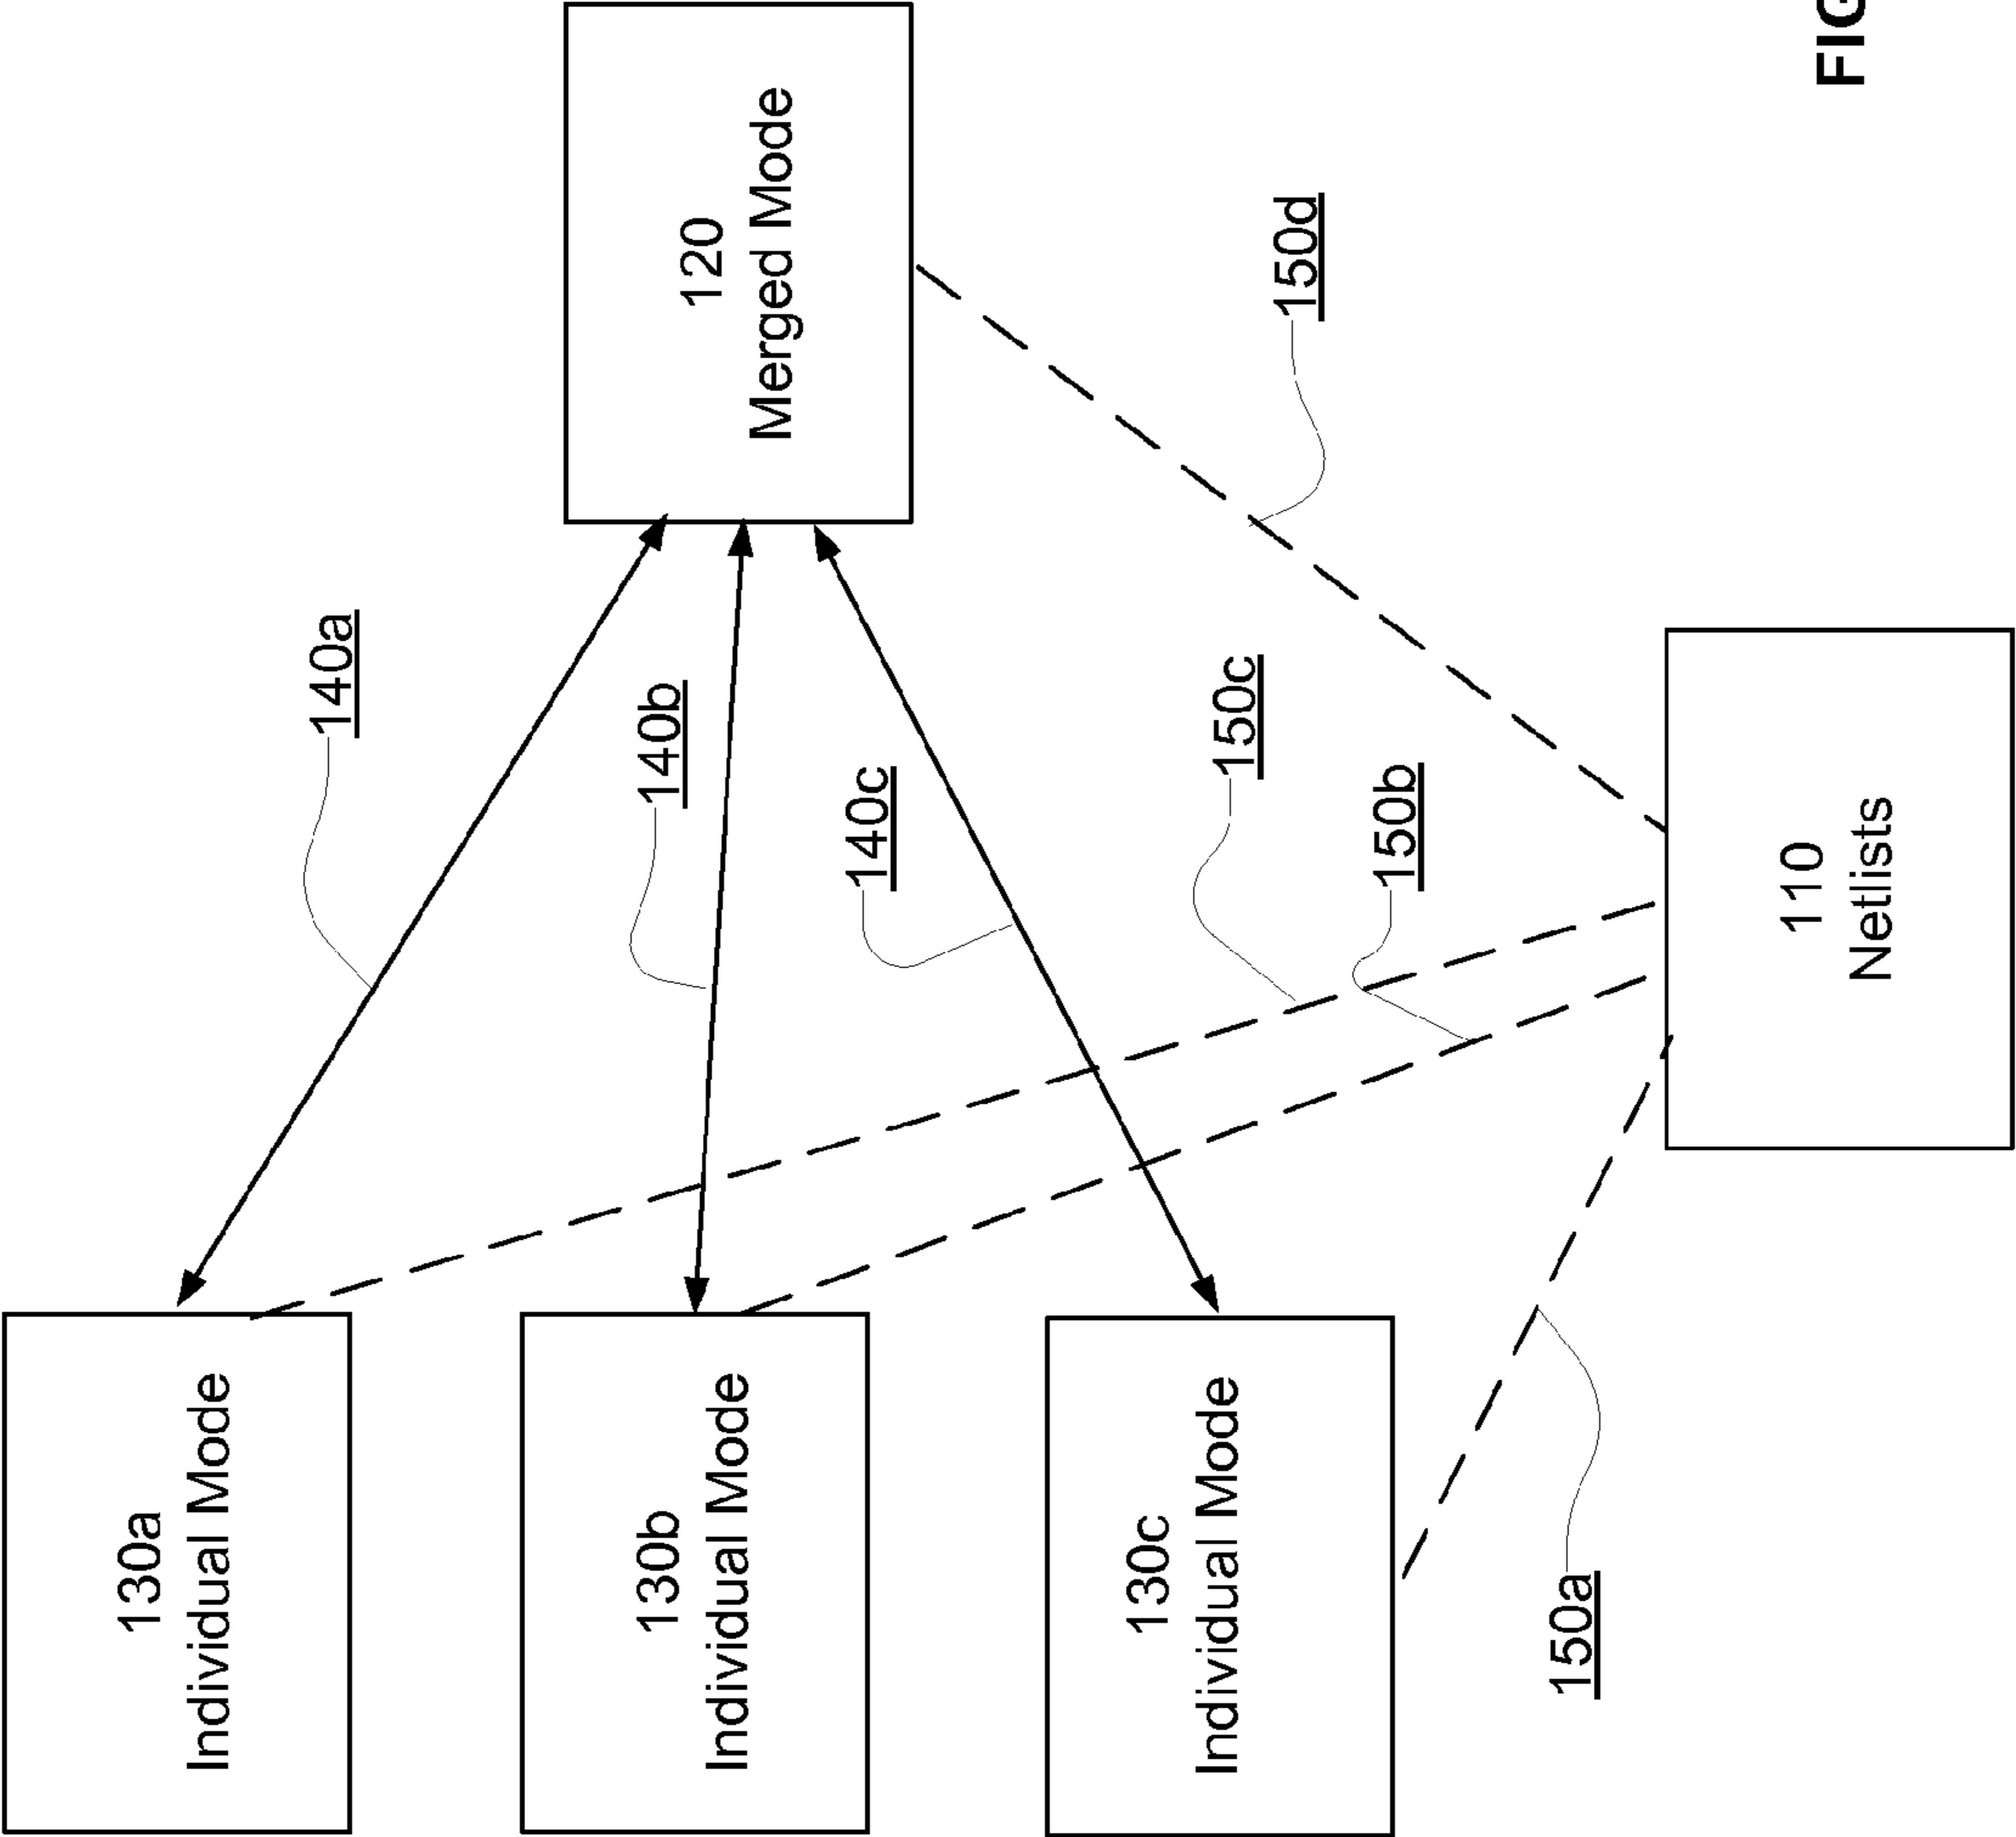 130a
Individual Mode
140a
120
Merged Mode
130b
Individual Mode
140b
140c
130c
Individual Mode
150c
150d
150b
150a
110
Netlists
FIG